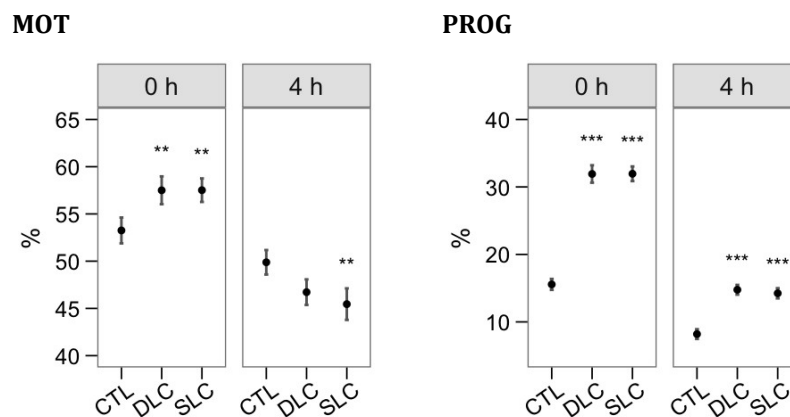 MOT
PROG
0 h
4 h
0 h
4 h
65
60
55
50
45
40
%
40
30
20
10
%
**
**
**
***
***
***
***
CTL
DLC
SLC
CTL
DLC
SLC
CTL
DLC
SLC
CTL
DLC
SLC